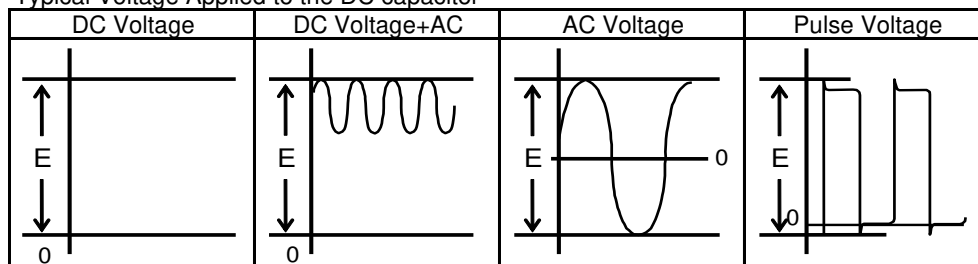 Typical Voltage Applied to the DC capacitor
DC Voltage DC Voltage+AC AC Voltage Pulse Voltage
E E E 0 E
0
0 0